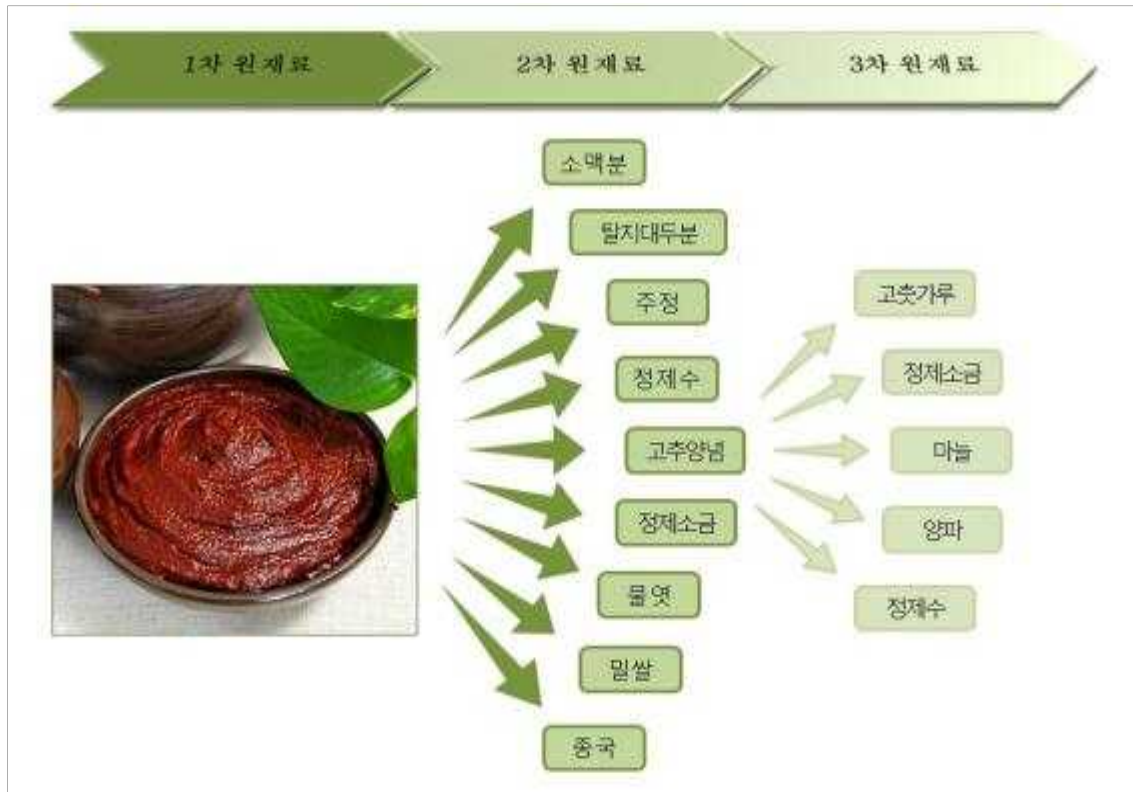 1차 원재료
2차 원재료
3차 원재료
소맥분
탈지대두분
주정
정제수
고추양념
정제소금
물엿
밀쌀
종국
고춧가루
정제소금
마늘
양파
정제수